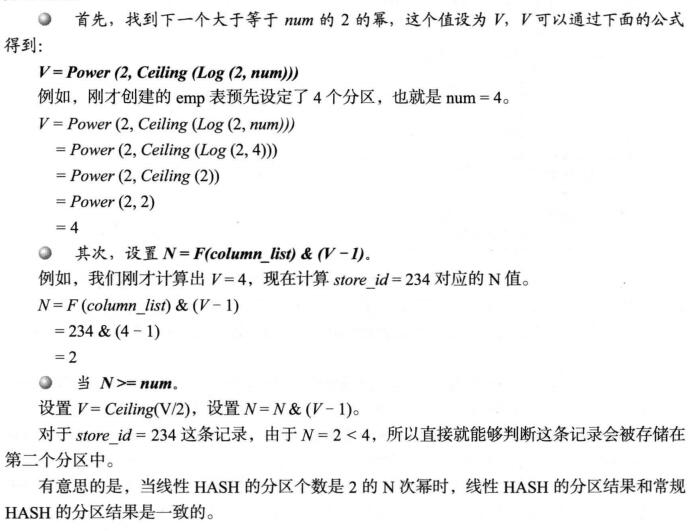 首先，找到下一个大于等于 num 的 2 的幂，这个值设为 V，V 可以通过下面的公式
得到：
V = Power (2, Ceiling (Log (2, num)))
例如，刚才创建的 emp 表预先设定了 4 个分区，也就是 num = 4。
V = Power (2, Ceiling (Log (2, num)))
= Power (2, Ceiling (Log (2, 4)))
= Power (2, Ceiling (2))
= Power (2, 2)
= 4
其次，设置 N = F(column_list) & (V – 1)。
例如，我们刚才计算出 V = 4，现在计算 store_id = 234 对应的 N 值。
N = F (column_list) & (V – 1)
= 234 & (4 – 1)
= 2
当 N >= num。
设置 V = Ceiling(V/2)，设置 N = N & (V – 1)。
对于 store_id = 234 这条记录，由于 N = 2 < 4，所以直接就能够判断这条记录会被存储在
第二个分区中。
有意思的是，当线性 HASH 的分区个数是 2 的 N 次幂时，线性 HASH 的分区结果和常规
HASH 的分区结果是一致的。